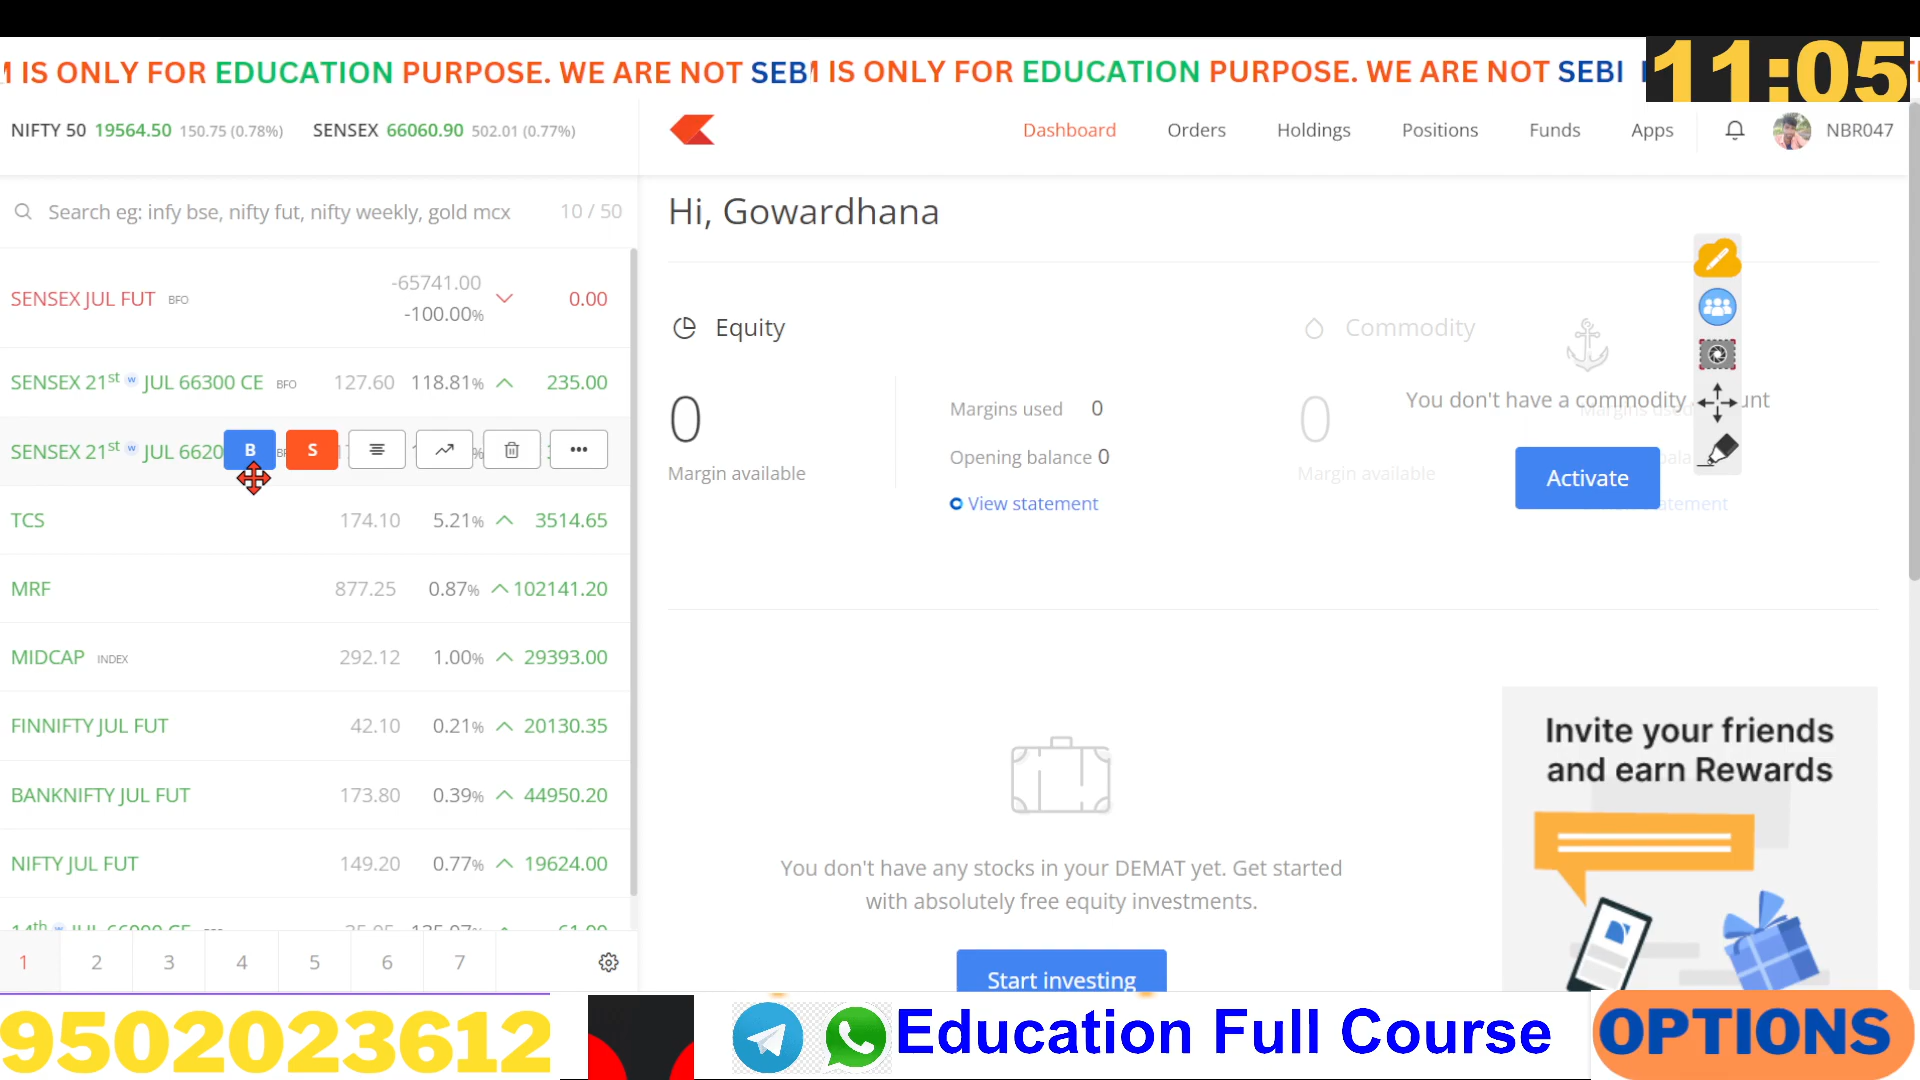 IS ONLY FOR EDUCATION PURPOSE. WE ARE NOT SEB
IS ONLY FOR EDUCATION PURPOSE. WE ARE NOT SEBI
11:05
NIFTY 50 19564.50 150.75 (0.78%) SENSEX 66060.90 502.01 (0.77%)
Dashboard Orders Holdings Positions Funds Apps NBR047
Search eg: infy bse, nifty fut, nifty weekly, gold mcx 10 / 50
SENSEX JUL FUT BFO -65741.00 -100.00% 0.00
SENSEX 21st w JUL 66300 CE BFO 127.60 118.81% 235.00
SENSEX 21st w JUL 6620 B S
TCS 174.10 5.21% 3514.65
MRF 877.25 0.87% 102141.20
MIDCAP INDEX 292.12 1.00% 29393.00
FINNIFTY JUL FUT 42.10 0.21% 20130.35
BANKNIFTY JUL FUT 173.80 0.39% 44950.20
NIFTY JUL FUT 149.20 0.77% 19624.00
1 2 3 4 5 6 7
Hi, Gowardhana
Equity
0
Margin available
Margins used 0
Opening balance 0
View statement
Commodity
0
Margin available
You don't have a commodity
Activate
You don't have any stocks in your DEMAT yet. Get started
with absolutely free equity investments.
Start investing
Invite your friends
and earn Rewards
9502023612
Education Full Course
OPTIONS